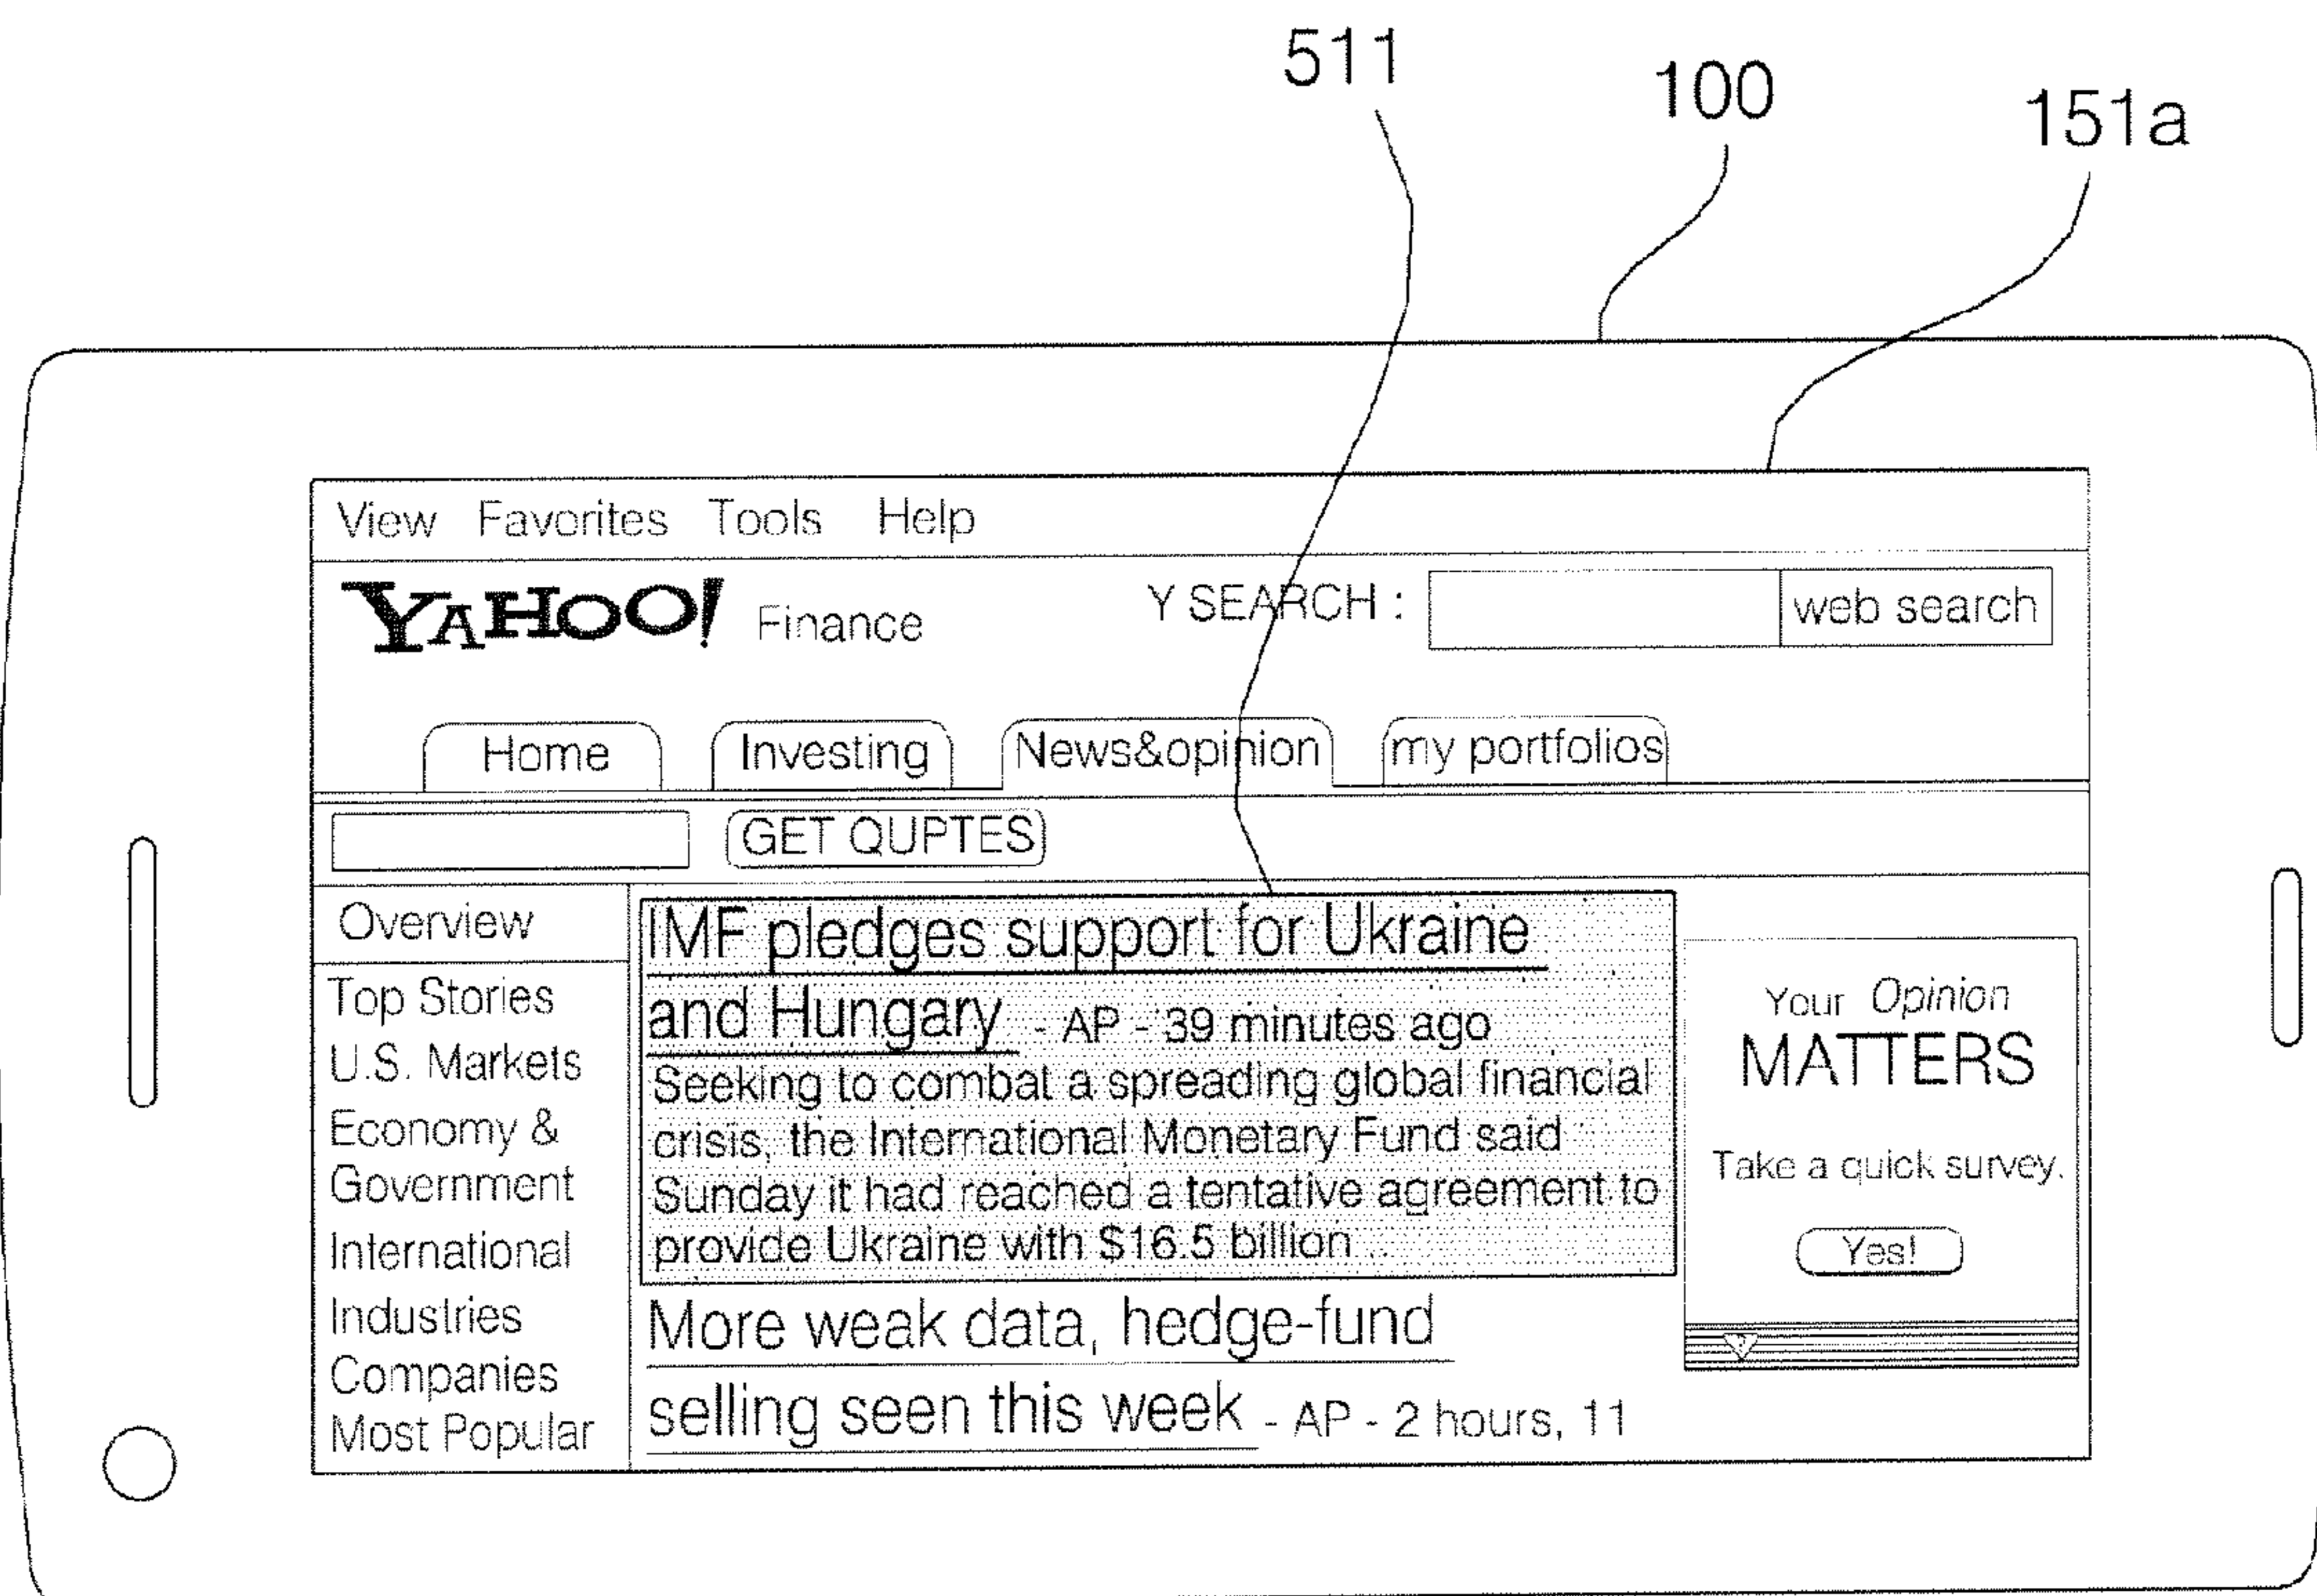 511
100
151a
View Favorites Tools Help
YAHOO! Finance Y SEARCH : web search
Home Investing News&opinion my portfolios
GET QUPTES
Overview
Top Stories
U.S. Markets
Economy &
Government
International
Industries
Companies
Most Popular
IMF pledges support for Ukraine
and Hungary - AP - 39 minutes ago
Seeking to combat a spreading global financial
crisis, the International Monetary Fund said
Sunday it had reached a tentative agreement to
provide Ukraine with $16.5 billion ..
More weak data, hedge-fund
selling seen this week - AP - 2 hours, 11
Your Opinion
MATTERS
Take a quick survey.
Yes!